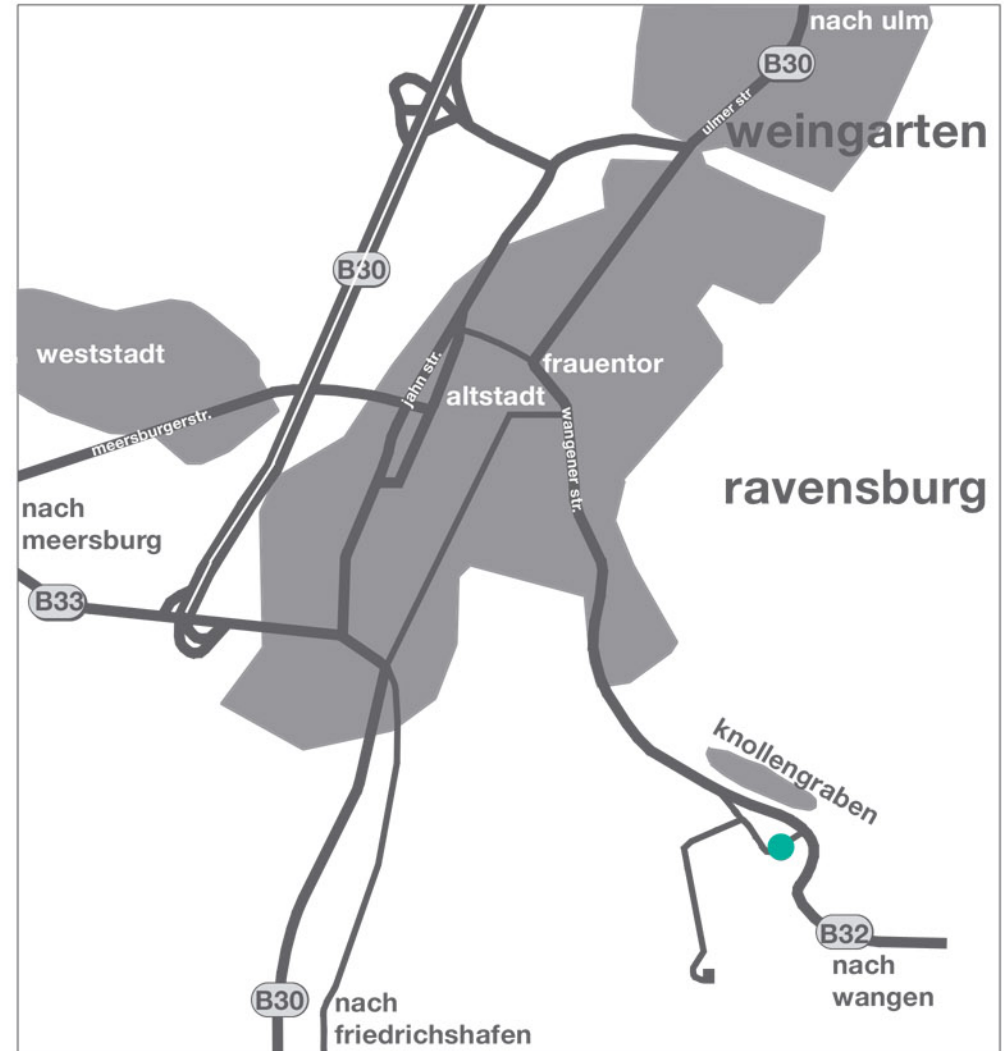 nach ulm
B30
ulmer str
weingarten
B30
weststadt
jahn str.
frauentor
altstadt
meersburgerstr.
wangener str.
ravensburg
nach
meersburg
B33
knollengraben
B32
nach
wangen
B30
nach
friedrichshafen